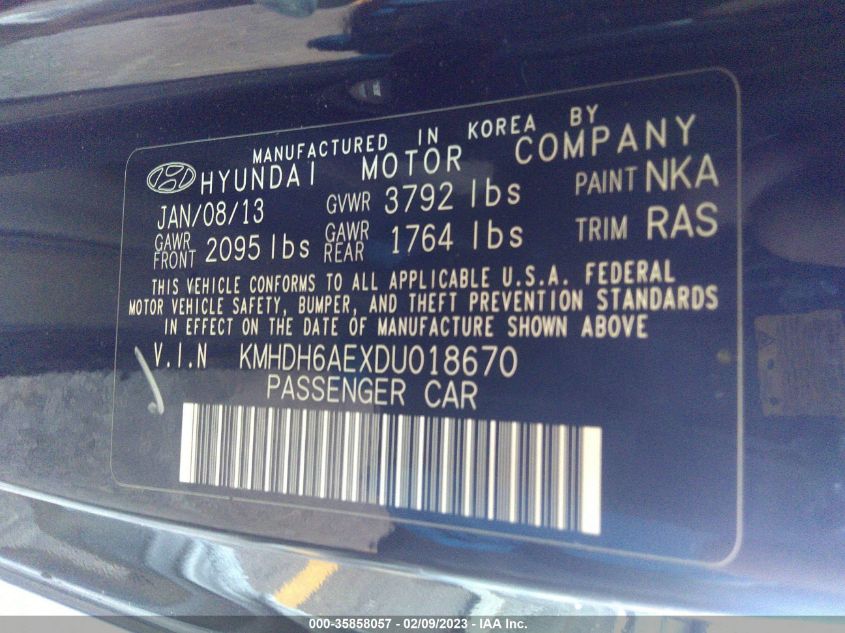 MANUFACTURED IN KOREA BY
HYUNDAI MOTOR COMPANY
JAN/08/13 GVWR 3792 lbs PAINT NKA
GAWR FRONT 2095 lbs GAWR REAR 1764 lbs TRIM RAS
THIS VEHICLE CONFORMS TO ALL APPLICABLE U.S.A. FEDERAL
MOTOR VEHICLE SAFETY, BUMPER, AND THEFT PREVENTION STANDARDS
IN EFFECT ON THE DATE OF MANUFACTURE SHOWN ABOVE
V.I.N KMHDH6AEXDU018670
PASSENGER CAR
000-35858057 - 02/09/2023 - IAA Inc.